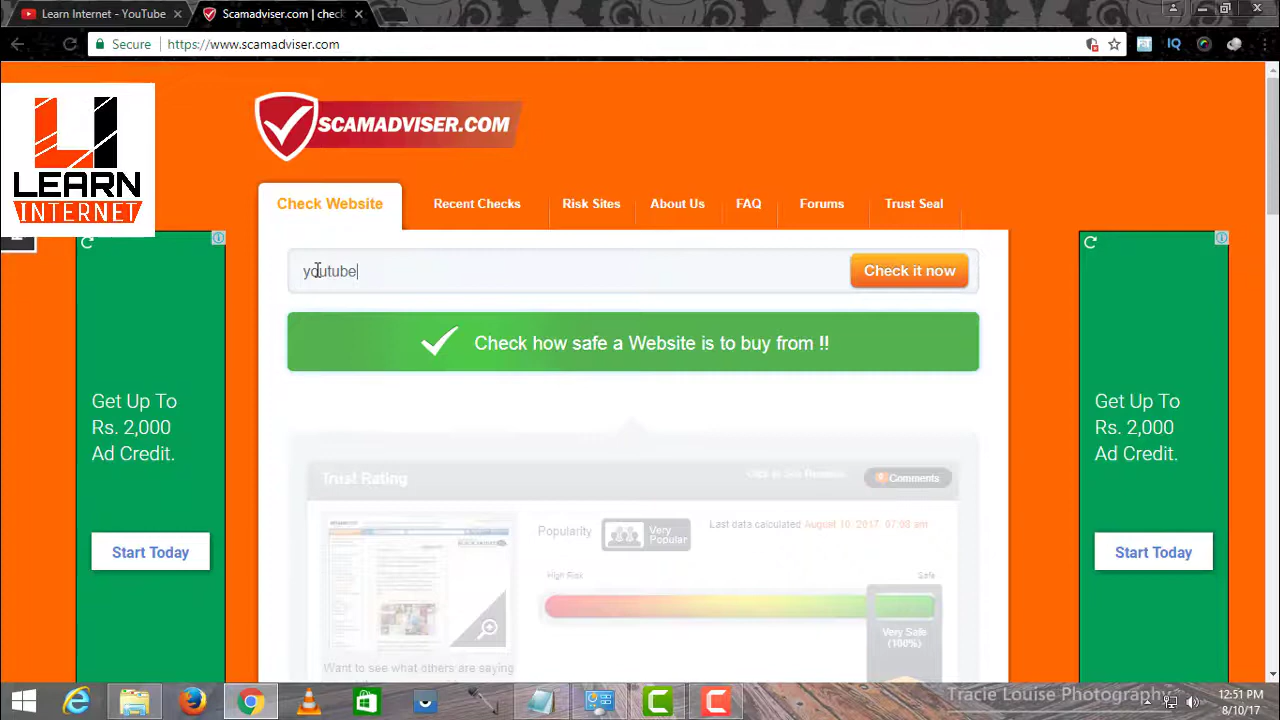 Learn Internet - YouTube
Scamadviser.com | check
Secure
https://www.scamadviser.com
21
IQ
LEARN
INTERNET
SCAMADVISER.COM
Check Website
Recent Checks
Risk Sites
About Us
FAQ
Forums
Trust Seal
youtube
Check it now
Check how safe a Website is to buy from !!
Get Up To
Rs. 2,000
Ad Credit.
Start Today
Get Up To
Rs. 2,000
Ad Credit.
Start Today
Trust Rating
Comments
Popularity
Very
Popular
Last data calculated August 10, 2017, 07:03 am
High Risk
Safe
Very Safe
(100%)
Want to see what others are saying
Tracie Louise Photography
12:51 PM
8/10/17